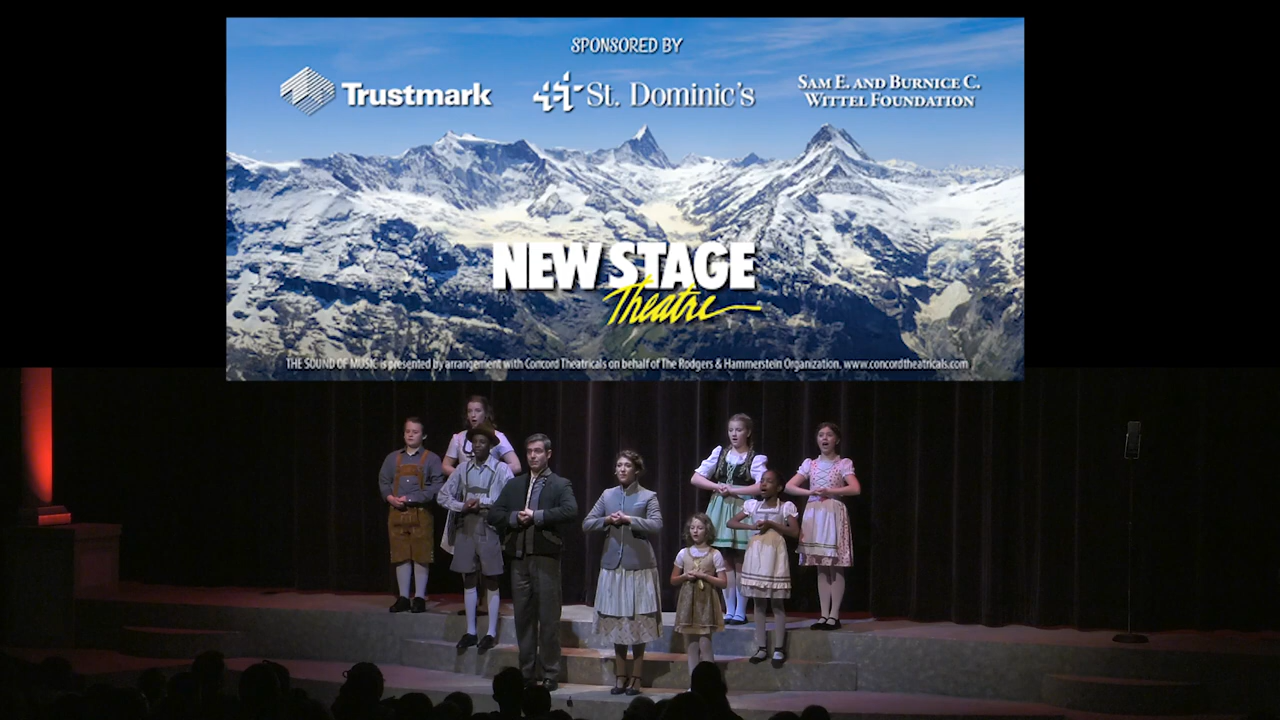 SPONSORED BY
Trustmark
St. Dominic's
SAM E. AND BURNICE C.
WITTEL FOUNDATION
NEW STAGE
Theatre
THE SOUND OF MUSIC is presented by arrangement with Concord Theatricals on behalf of The Rodgers & Hammerstein Organization. www.concordtheatricals.com